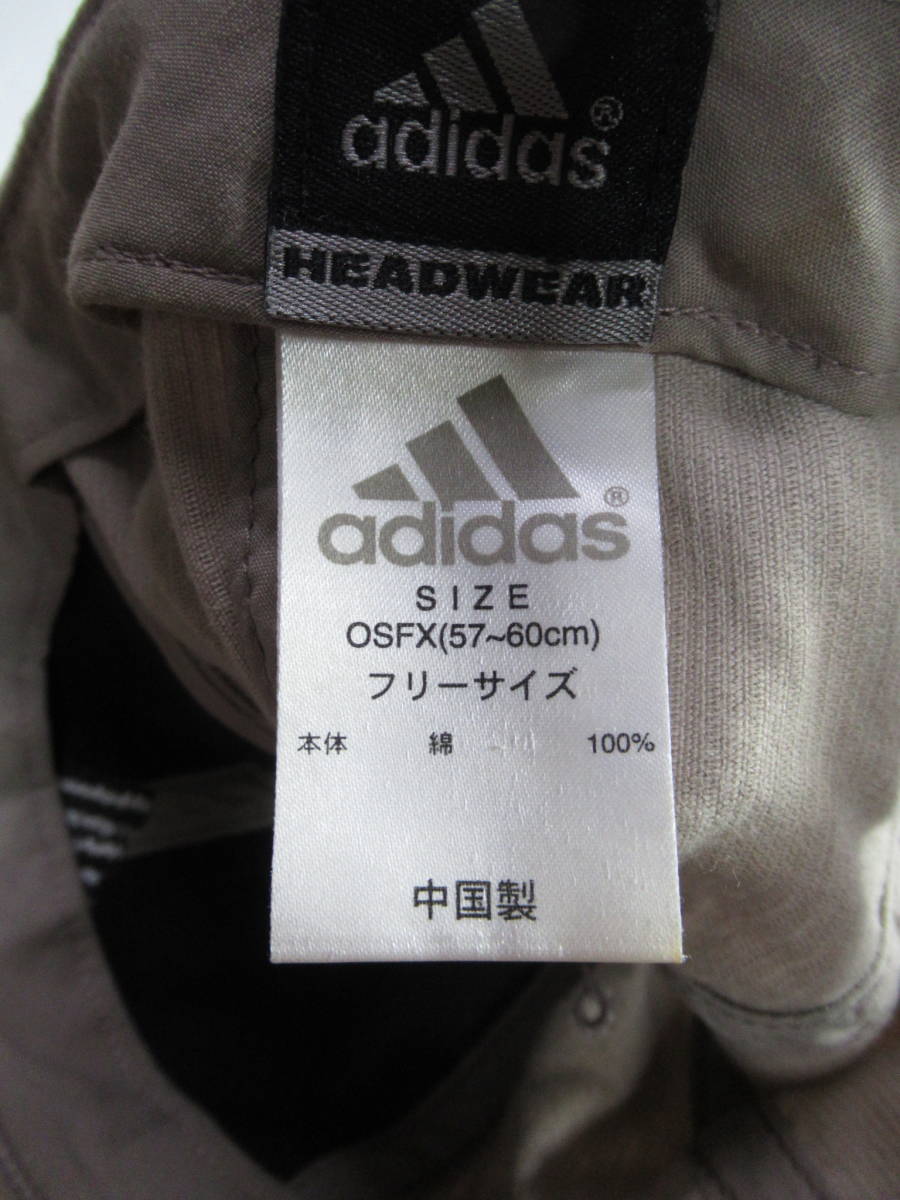 adidas®
HEADWEAR
adidas®
SIZE
OSFX(57~60cm)
フリーサイズ
本体 綿 100%
中国製